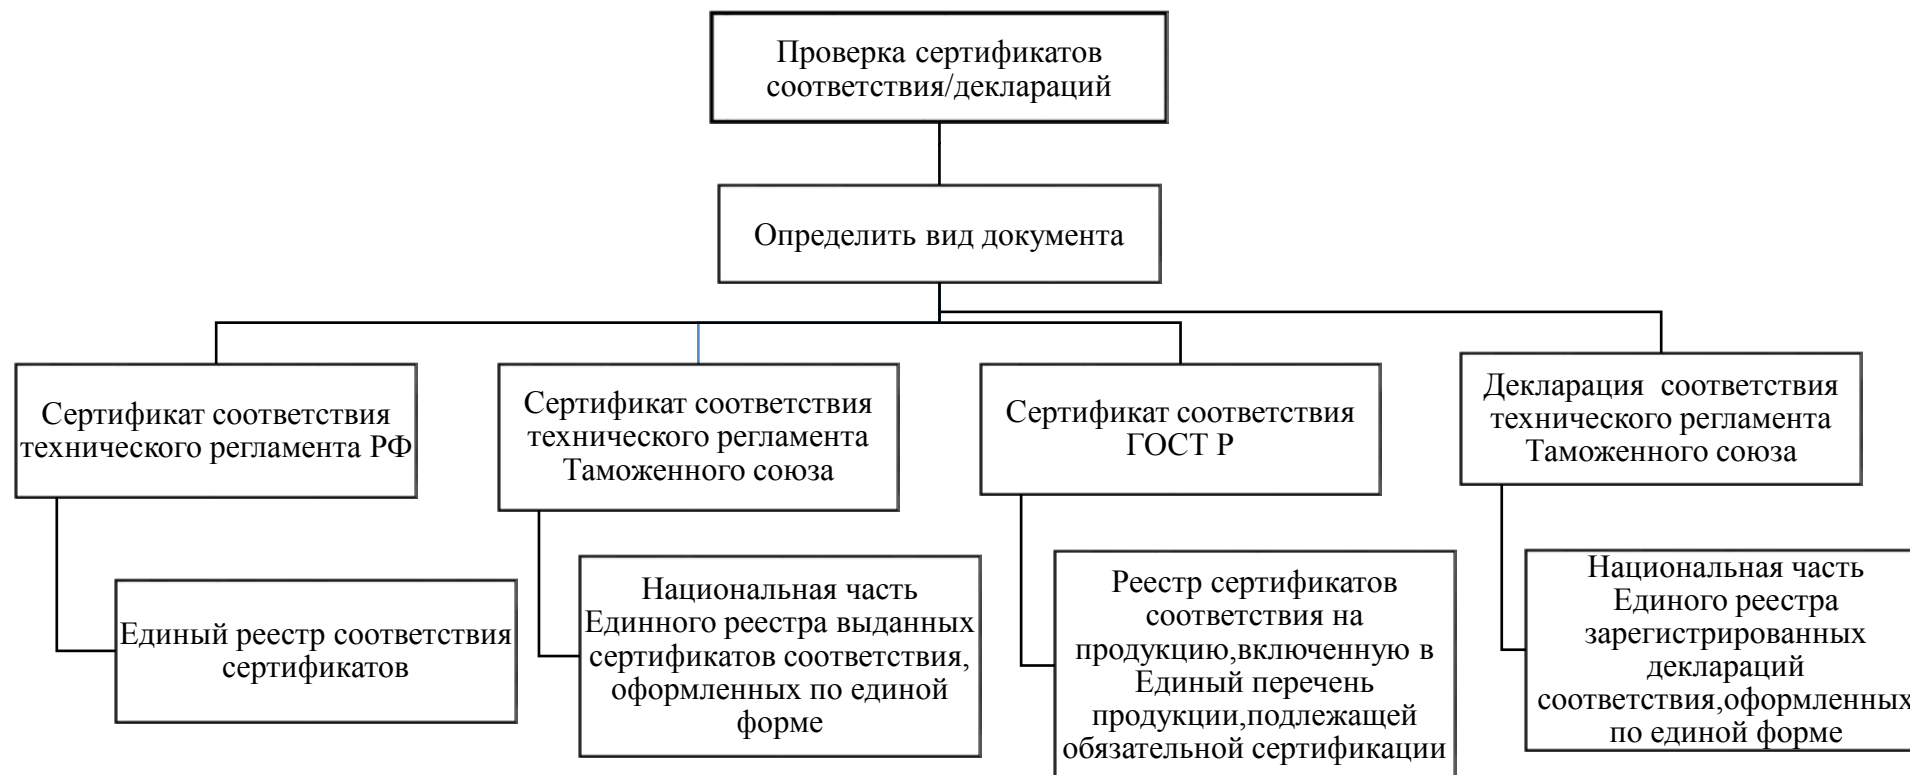 Проверка сертификатов
соответствия/деклараций
Определить вид документа
Сертификат соответствия
технического регламента РФ
Сертификат соответствия
технического регламента
Таможенного союза
Сертификат соответствия
ГОСТ Р
Декларация соответствия
технического регламента
Таможенного союза
Единый реестр соответствия
сертификатов
Национальная часть
Единного реестра выданных
сертификатов соответствия,
оформленных по единой
форме
Реестр сертификатов
соответствия на
продукцию,включенную в
Единый перечень
продукции,подлежащей
обязательной сертификации
Национальная часть
Единого реестра
зарегистрированных
деклараций
соответствия,оформленных
по единой форме